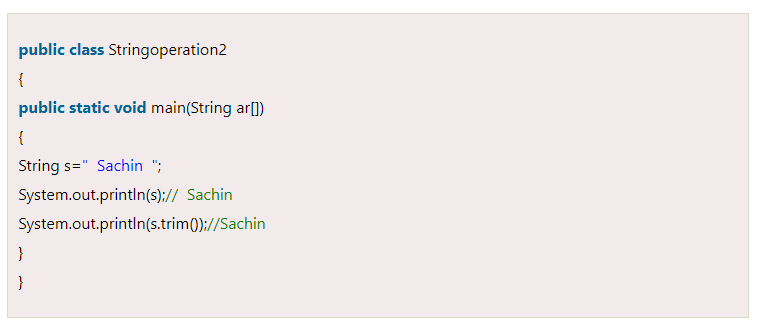 public class Stringoperation2
{
public static void main(String ar[])
{
String s="  Sachin  ";
System.out.println(s);//  Sachin
System.out.println(s.trim());//Sachin
}
}